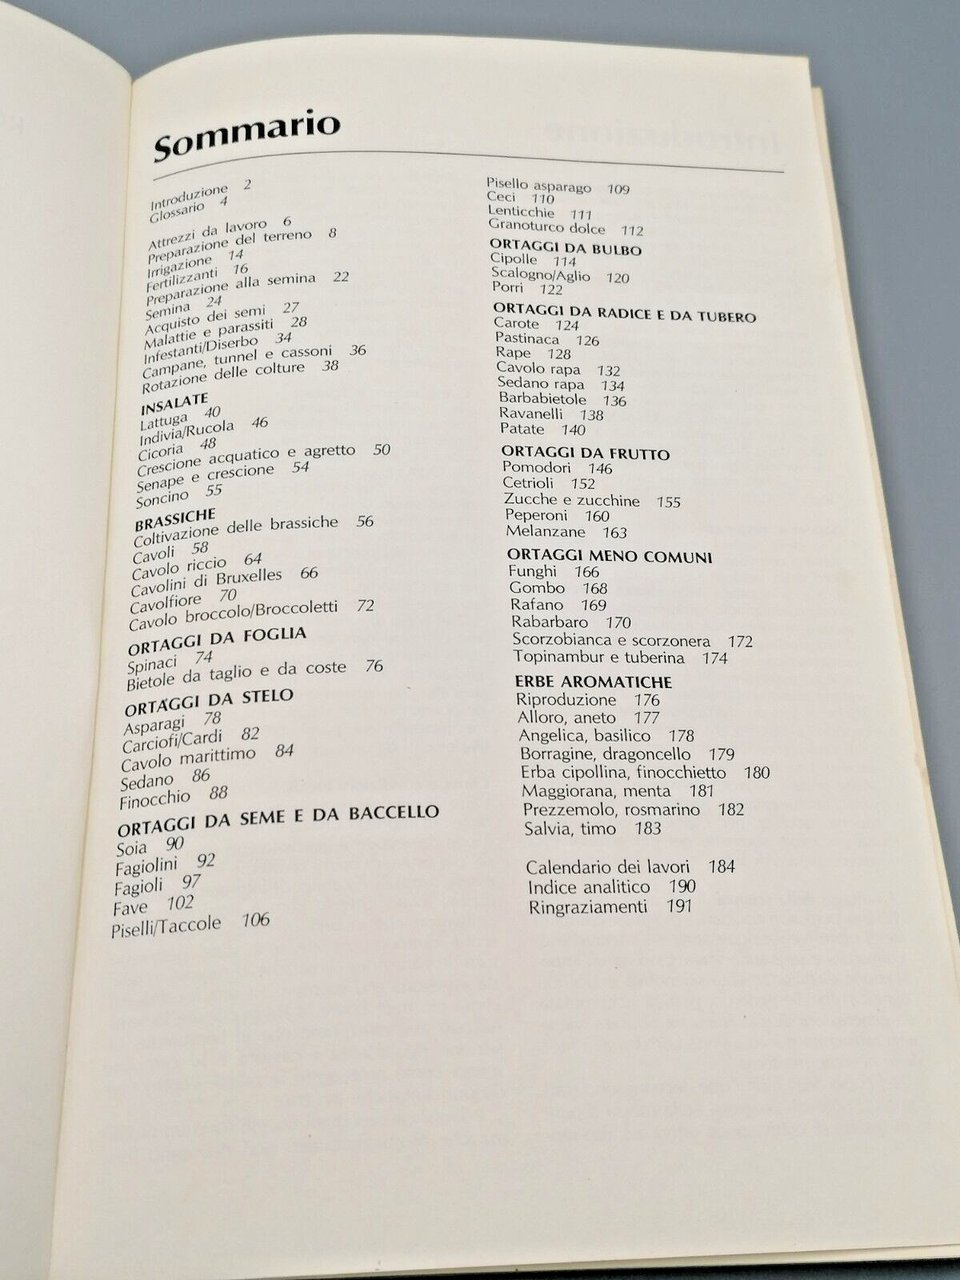 Sommario
Introduzione 2
Glossario 4
Attrezzi da lavoro 6
Preparazione del terreno 8
Irrigazione 14
Fertilizzanti 16
Preparazione alla semina 22
Semina 24
Acquisto dei semi 27
Malattie e parassiti 28
Infestanti/Diserbo 34
Campane, tunnel e cassoni 36
Rotazione delle colture 38
INSALATE
Lattuga 40
Indivia/Rucola 46
Cicoria 48
Crescione acquatico e agretto 50
Senape e crescione 54
Soncino 55
BRASSICHE
Coltivazione delle brassiche 56
Cavoli 58
Cavolo riccio 64
Cavolini di Bruxelles 66
Cavolfiore 70
Cavolo broccolo/Broccoletti 72
ORTAGGI DA FOGLIA
Spinaci 74
Bietole da taglio e da coste 76
ORTAGGI DA STELO
Asparagi 78
Carciofi/Cardi 82
Cavolo marittimo 84
Sedano 86
Finocchio 88
ORTAGGI DA SEME E DA BACCELLO
Soia 90
Fagiolini 92
Fagioli 97
Fave 102
Piselli/Taccole 106
Pisello asparago 109
Ceci 110
Lenticchie 111
Granoturco dolce 112
ORTAGGI DA BULBO
Cipolle 114
Scalogno/Aglio 120
Porri 122
ORTAGGI DA RADICE E DA TUBERO
Carote 124
Pastinaca 126
Rape 128
Cavolo rapa 132
Sedano rapa 134
Barbabietole 136
Ravanelli 138
Patate 140
ORTAGGI DA FRUTTO
Pomodori 146
Cetrioli 152
Zucche e zucchine 155
Peperoni 160
Melanzane 163
ORTAGGI MENO COMUNI
Funghi 166
Gombo 168
Rafano 169
Rabarbaro 170
Scorzobianca e scorzonera 172
Topinambur e tuberina 174
ERBE AROMATICHE
Riproduzione 176
Alloro, aneto 177
Angelica, basilico 178
Borragine, dragoncello 179
Erba cipollina, finocchietto 180
Maggiorana, menta 181
Prezzemolo, rosmarino 182
Salvia, timo 183
Calendario dei lavori 184
Indice analitico 190
Ringraziamenti 191